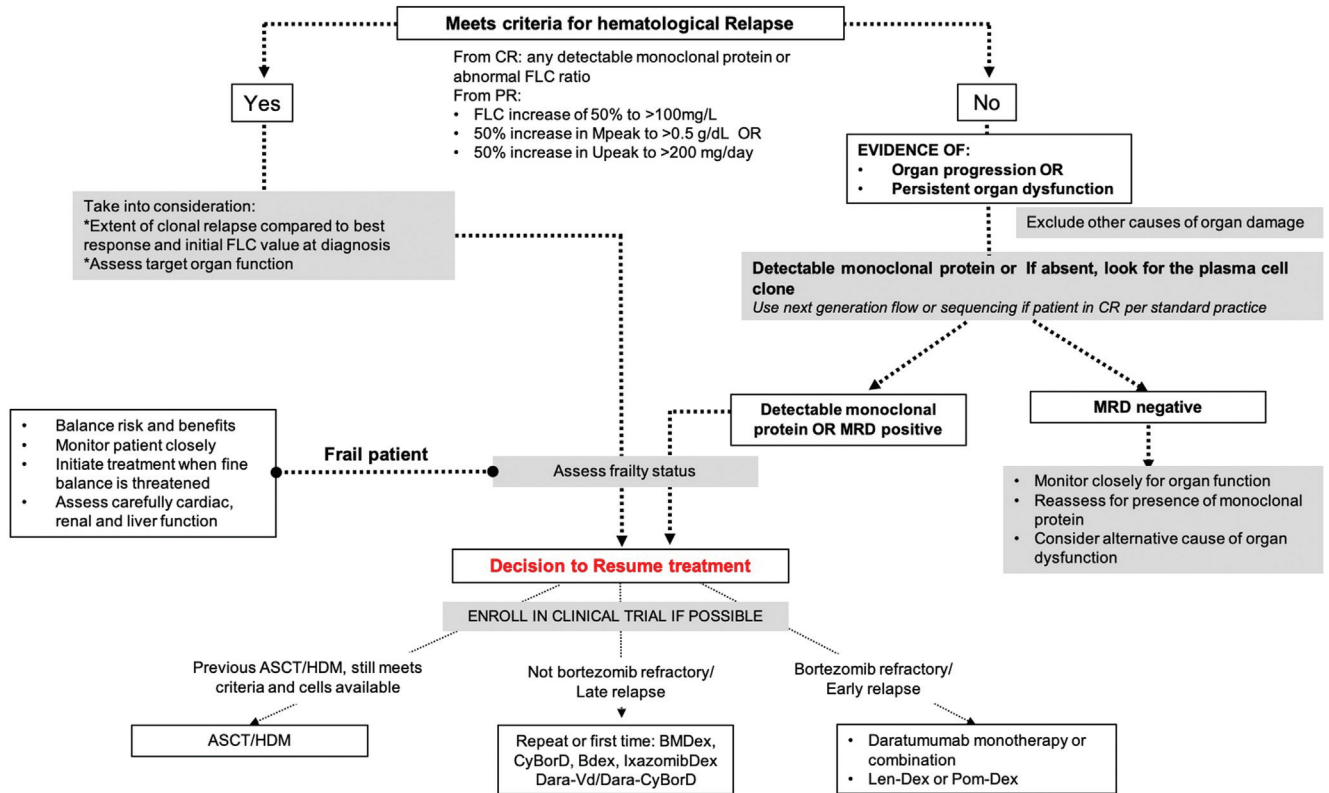 Meets criteria for hematological Relapse
From CR: any detectable monoclonal protein or
abnormal FLC ratio
From PR:
• FLC increase of 50% to >100mg/L
• 50% increase in Mpeak to >0.5 g/dL OR
• 50% increase in Upeak to >200 mg/day
Yes
No
EVIDENCE OF:
• Organ progression OR
• Persistent organ dysfunction
Take into consideration:
*Extent of clonal relapse compared to best
response and initial FLC value at diagnosis
*Assess target organ function
Exclude other causes of organ damage
Detectable monoclonal protein or If absent, look for the plasma cell
clone
Use next generation flow or sequencing if patient in CR per standard practice
Detectable monoclonal
protein OR MRD positive
MRD negative
• Balance risk and benefits
• Monitor patient closely
• Initiate treatment when fine
balance is threatened
• Assess carefully cardiac,
renal and liver function
Frail patient
Assess frailty status
• Monitor closely for organ function
• Reassess for presence of monoclonal
protein
• Consider alternative cause of organ
dysfunction
Decision to Resume treatment
ENROLL IN CLINICAL TRIAL IF POSSIBLE
Previous ASCT/HDM, still meets
criteria and cells available
Not bortezomib refractory/
Late relapse
Bortezomib refractory/
Early relapse
ASCT/HDM
Repeat or first time: BMDex,
CyBorD, Bdex, IxazomibDex
Dara-Vd/Dara-CyBorD
• Daratumumab monotherapy or
combination
• Len-Dex or Pom-Dex